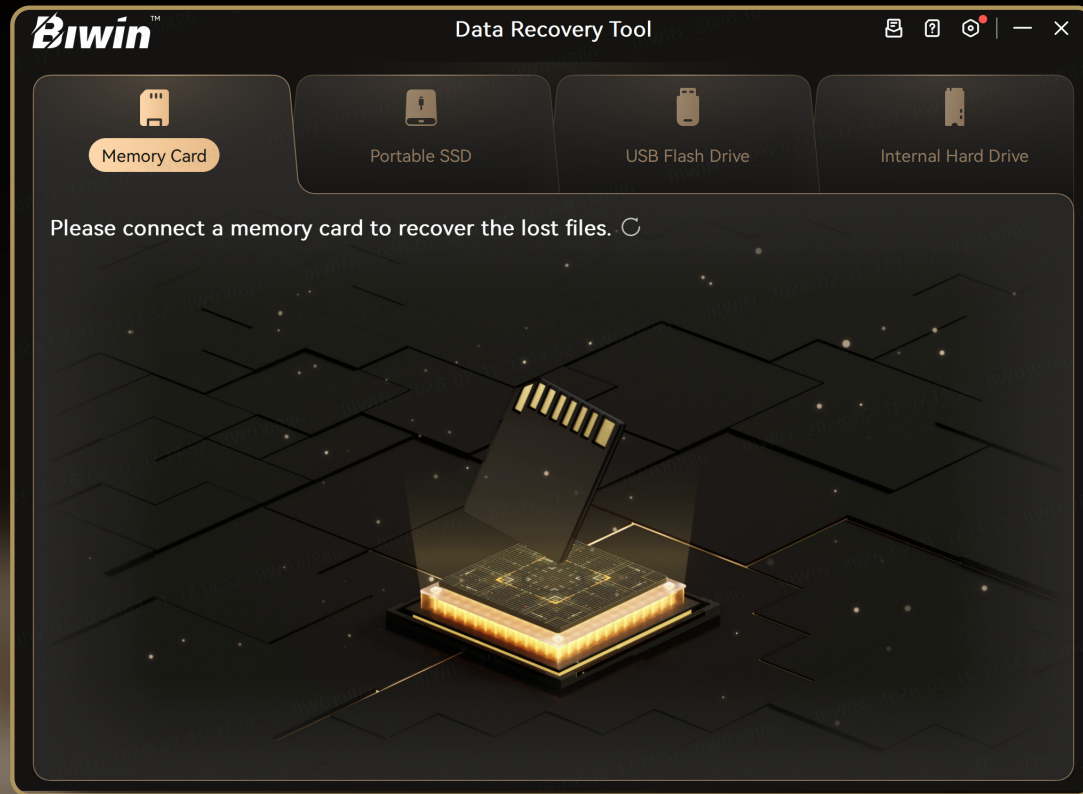 Biwin™
Data Recovery Tool
Memory Card
Portable SSD
USB Flash Drive
Internal Hard Drive
Please connect a memory card to recover the lost files.